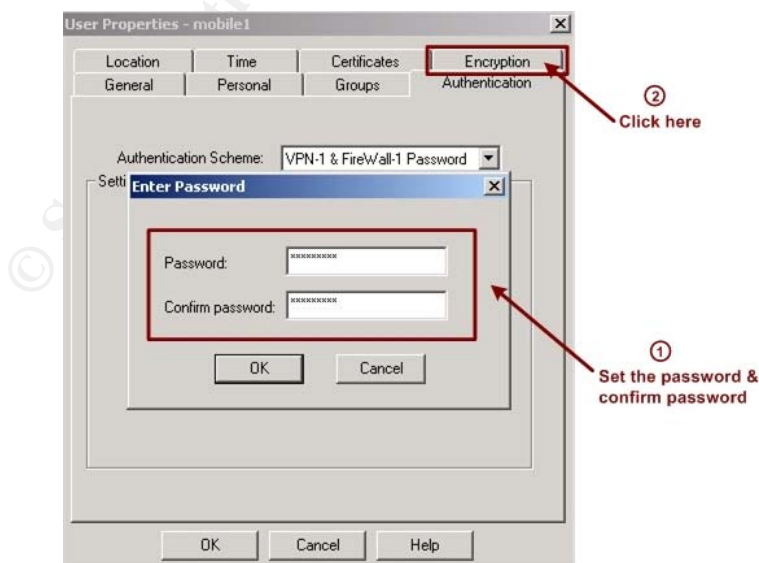 User Properties - mobile1
Location Time Certificates Encryption
General Personal Groups Authentication
②
Click here
Authentication Scheme: VPN-1 & FireWall-1 Password
Setti
Enter Password
Password: xxxxxxxxx
Confirm password: xxxxxxxxx
OK Cancel
①
Set the password &
confirm password
OK Cancel Help